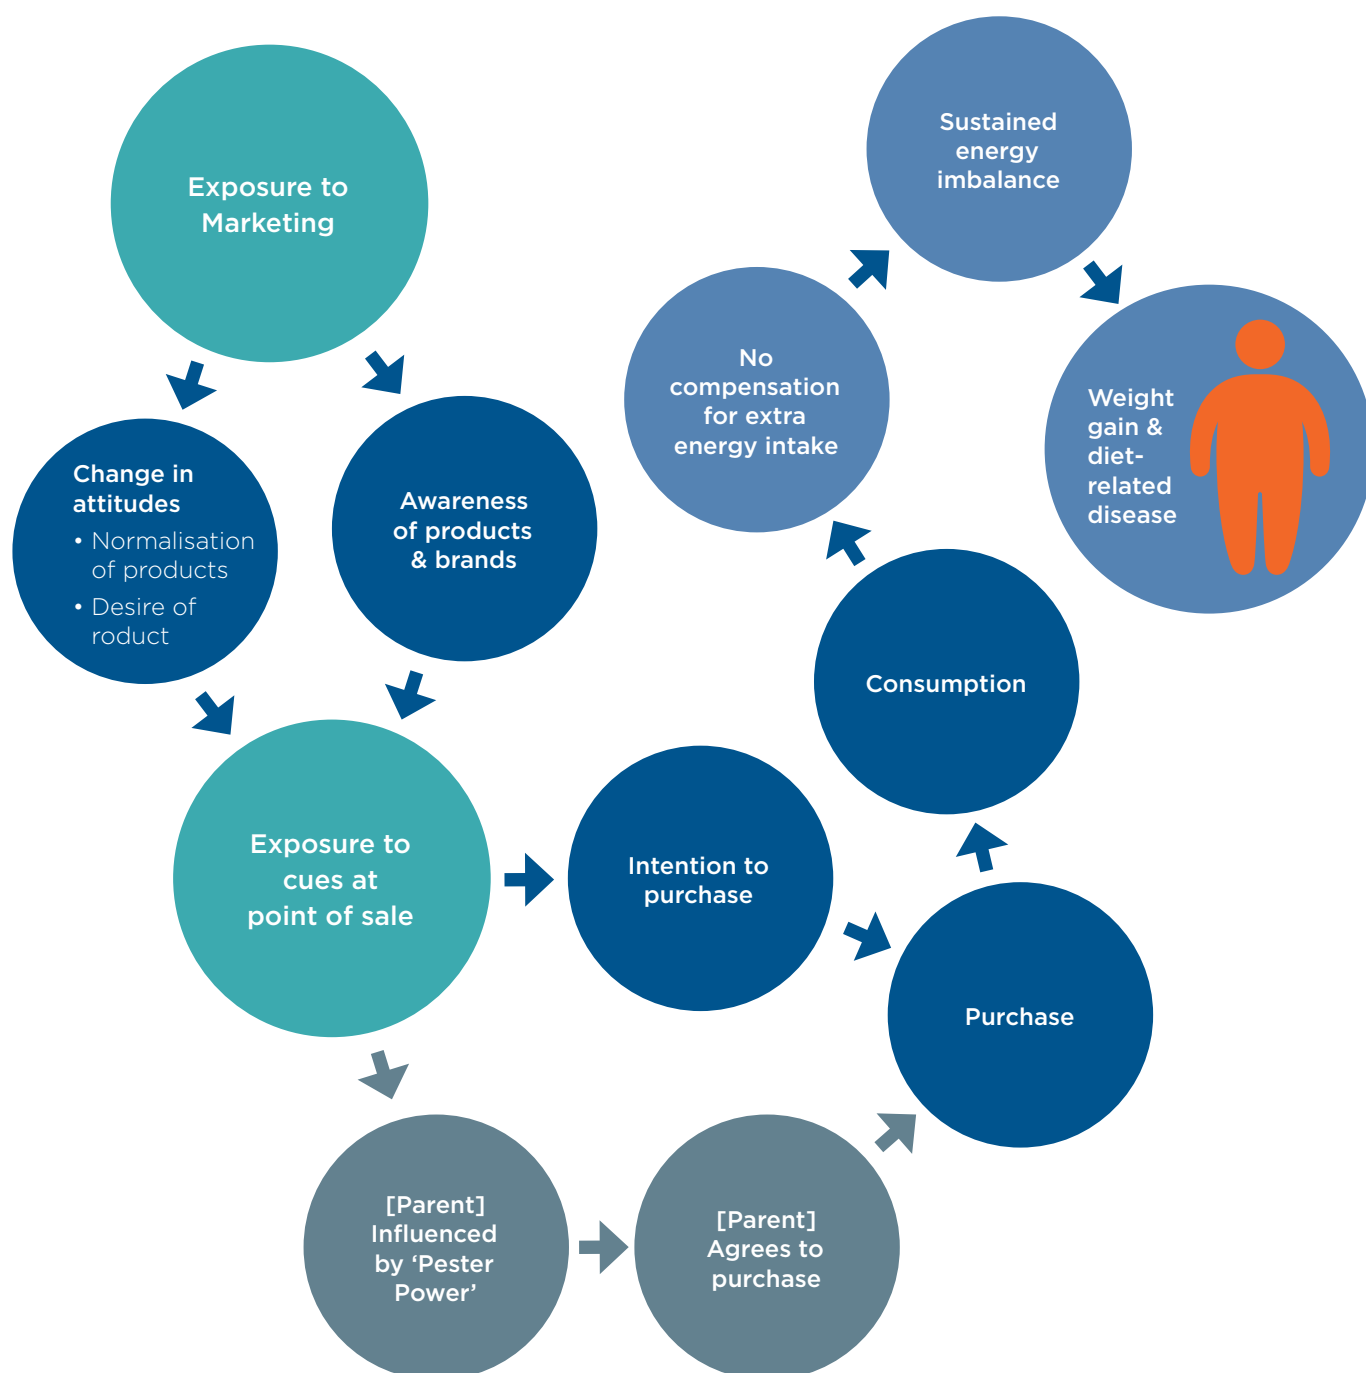 Exposure to
Marketing
Change in
attitudes
• Normalisation
of products
• Desire of
roduct
Awareness
of products
& brands
Exposure to
cues at
point of sale
Intention to
purchase
[Parent]
Influenced
by ‘Pester
Power’
[Parent]
Agrees to
purchase
Purchase
Consumption
No
compensation
for extra
energy intake
Sustained
energy
imbalance
Weight
gain &
diet-
related
disease